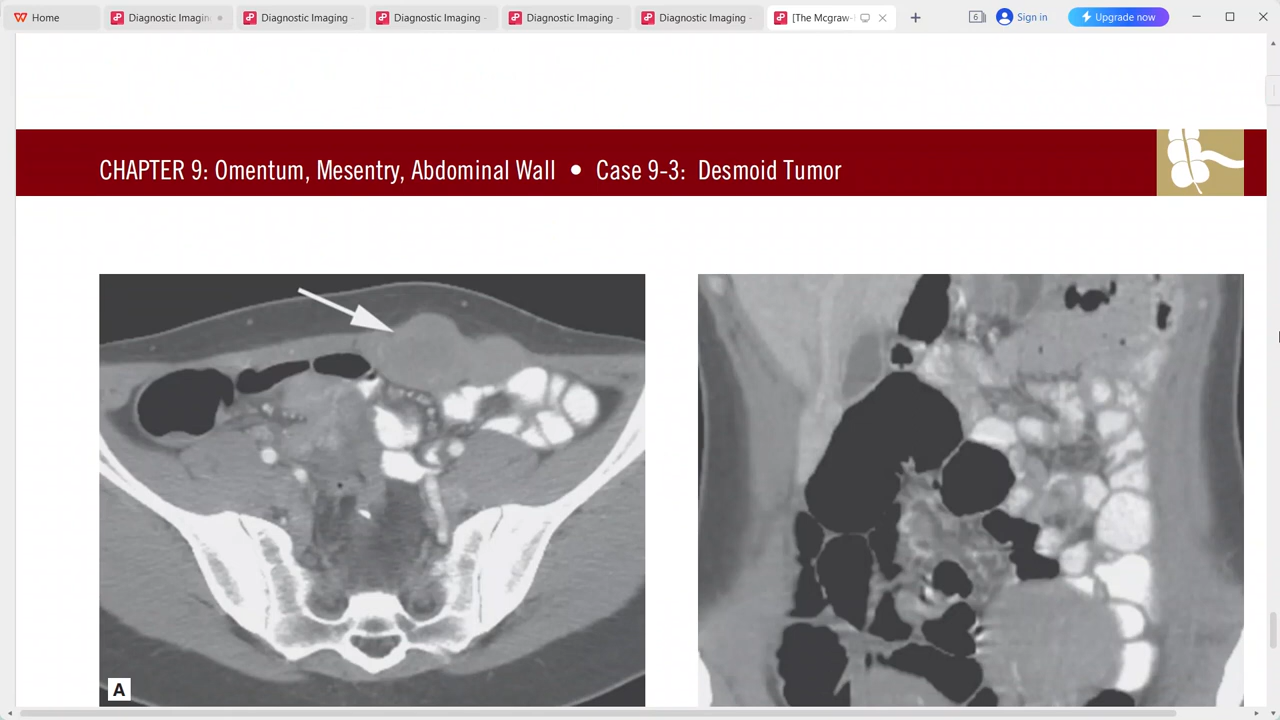 Home
Diagnostic Imagin
Diagnostic Imaging -
Diagnostic Imaging -
Diagnostic Imaging -
Diagnostic Imaging -
[The Mcgraw-
6
Sign in
Upgrade now
CHAPTER 9: Omentum, Mesentry, Abdominal Wall • Case 9-3: Desmoid Tumor
A